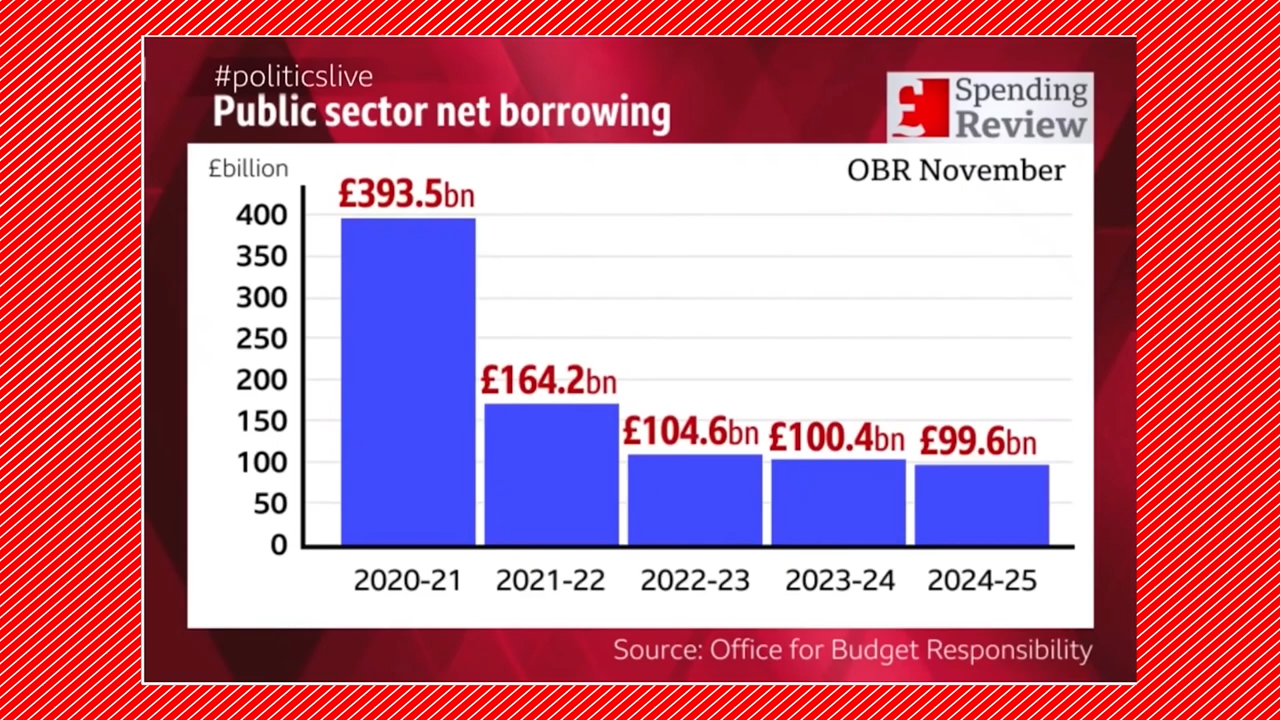 #politicslive
Public sector net borrowing
£ Spending
Review
£billion
OBR November
£393.5bn
400
350
300
250
200
£164.2bn
150
£104.6bn £100.4bn £99.6bn
100
50
0
2020-21 2021-22 2022-23 2023-24 2024-25
Source: Office for Budget Responsibility